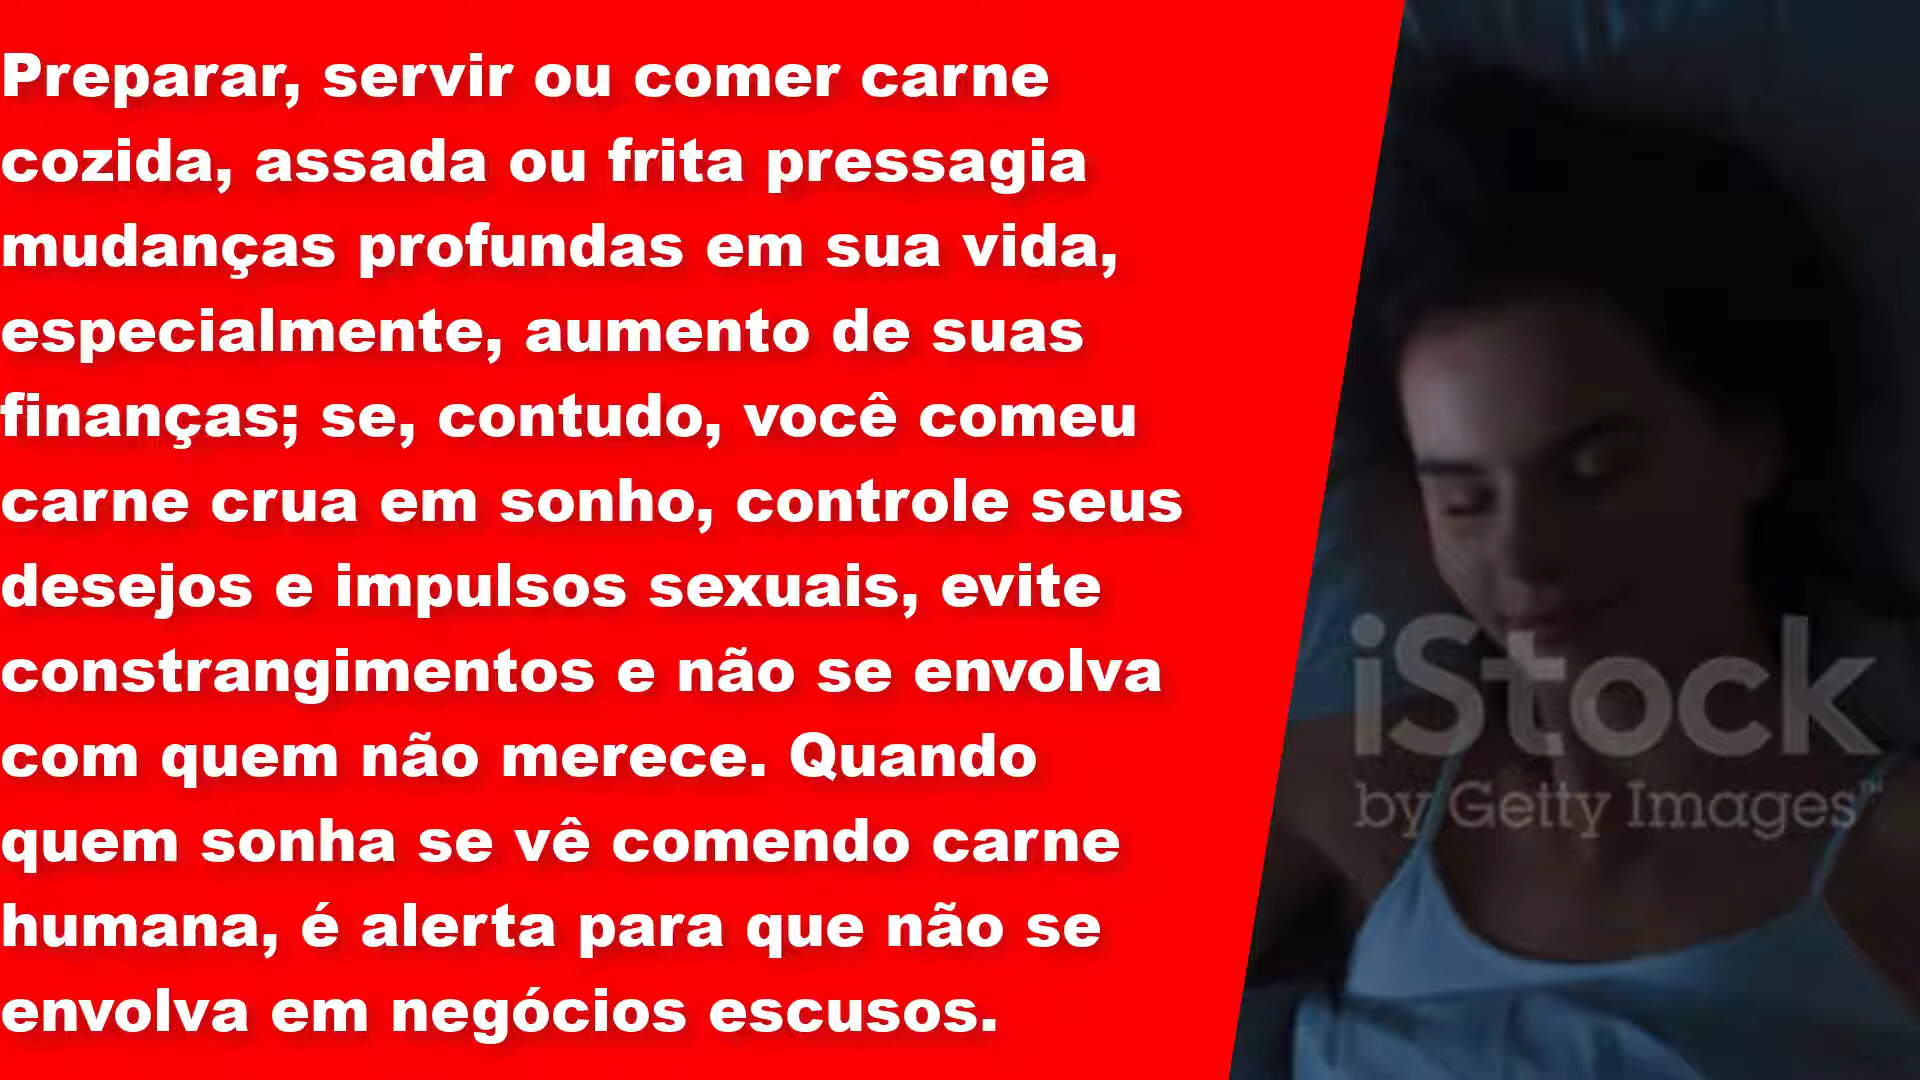 Preparar, servir ou comer carne
cozida, assada ou frita pressagia
mudanças profundas em sua vida,
especialmente, aumento de suas
finanças; se, contudo, você comeu
carne crua em sonho, controle seus
desejos e impulsos sexuais, evite
constrangimentos e não se envolva
com quem não merece. Quando
quem sonha se vê comendo carne
humana, é alerta para que não se
envolva em negócios escusos.
iStock
by Getty Images™